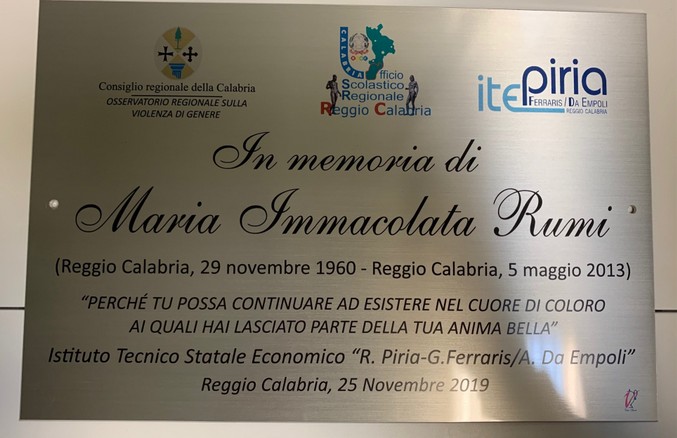 Consiglio regionale della Calabria
OSSERVATORIO REGIONALE SULLA
VIOLENZA DI GENERE
CALABRIA
Ufficio
Scolastico
Regionale
Reggio Calabria
ite piria
FERRARIS/DA EMPOLI
REGGIO CALABRIA
In memoria di
Maria Immacolata Rumi
(Reggio Calabria, 29 novembre 1960 - Reggio Calabria, 5 maggio 2013)
“PERCHÉ TU POSSA CONTINUARE AD ESISTERE NEL CUORE DI COLORO
AI QUALI HAI LASCIATO PARTE DELLA TUA ANIMA BELLA”
Istituto Tecnico Statale Economico “R. Piria-G.Ferraris/A. Da Empoli”
Reggio Calabria, 25 Novembre 2019